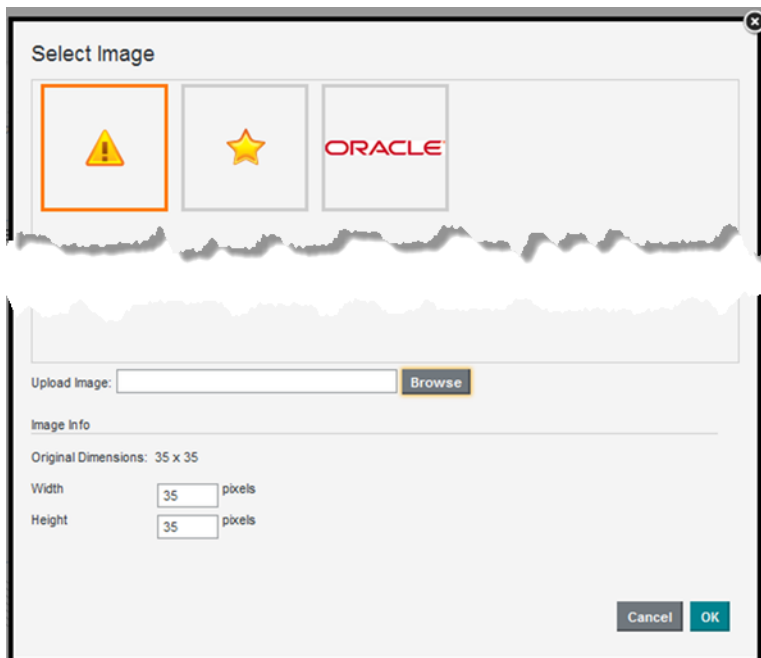 Select Image
ORACLE
Upload Image: Browse
Image Info
Original Dimensions: 35 x 35
Width 35 pixels
Height 35 pixels
Cancel OK